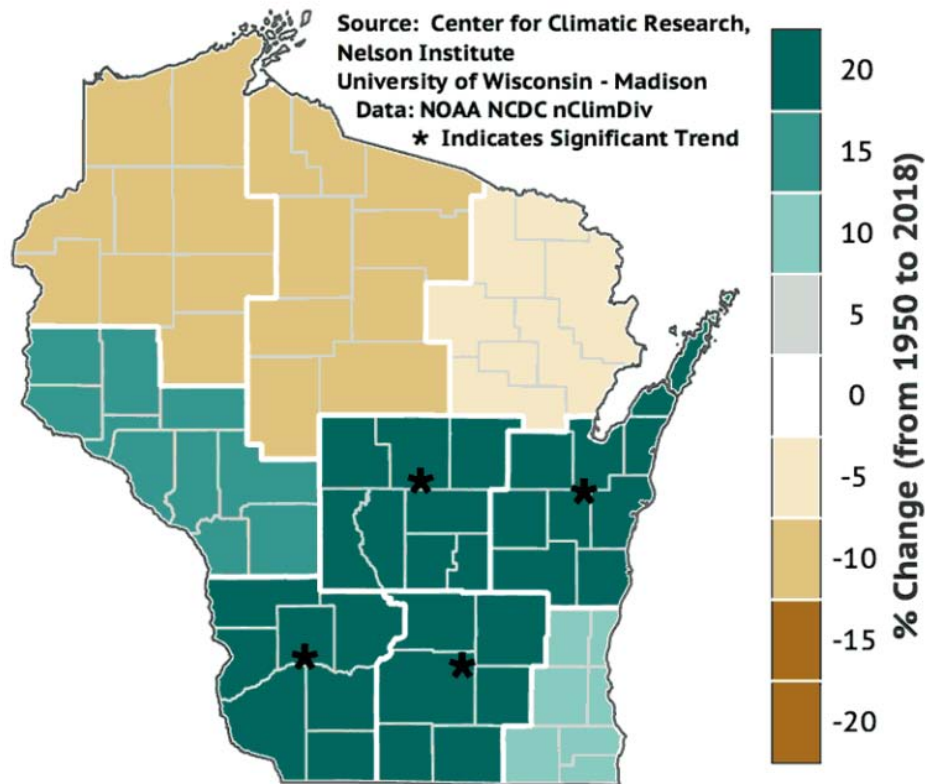 Source: Center for Climatic Research,
Nelson Institute
University of Wisconsin - Madison
Data: NOAA NCDC nClimDiv
* Indicates Significant Trend
20
15
10
5
0
-5
-10
-15
-20
% Change (from 1950 to 2018)